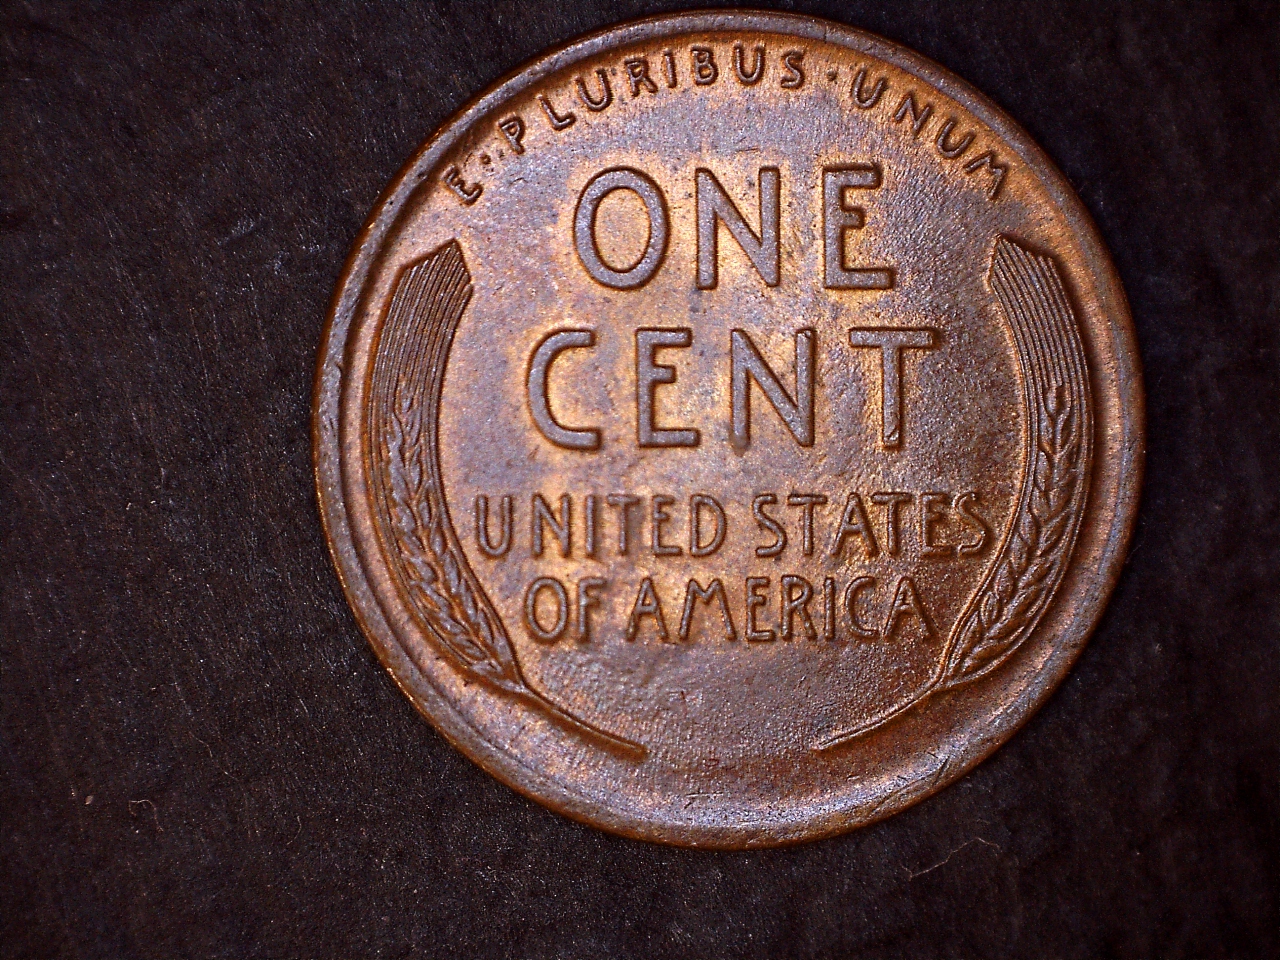 E·PLURIBUS·UNUM
ONE
CENT
UNITED STATES
OF AMERICA